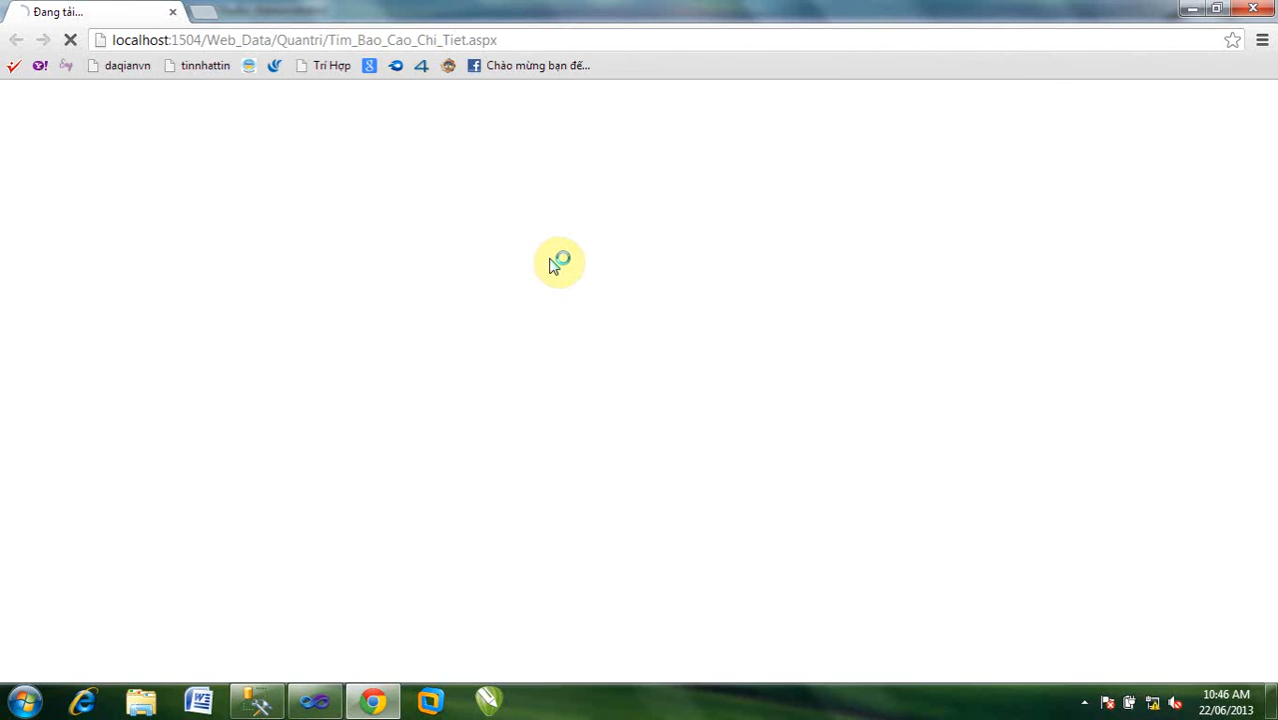 Đang tải...
localhost:1504/Web_Data/Quantri/Tim_Bao_Cao_Chi_Tiet.aspx
daqianvn tinnhattin Trí Hợp Chào mừng bạn đế...
10:46 AM
22/06/2013